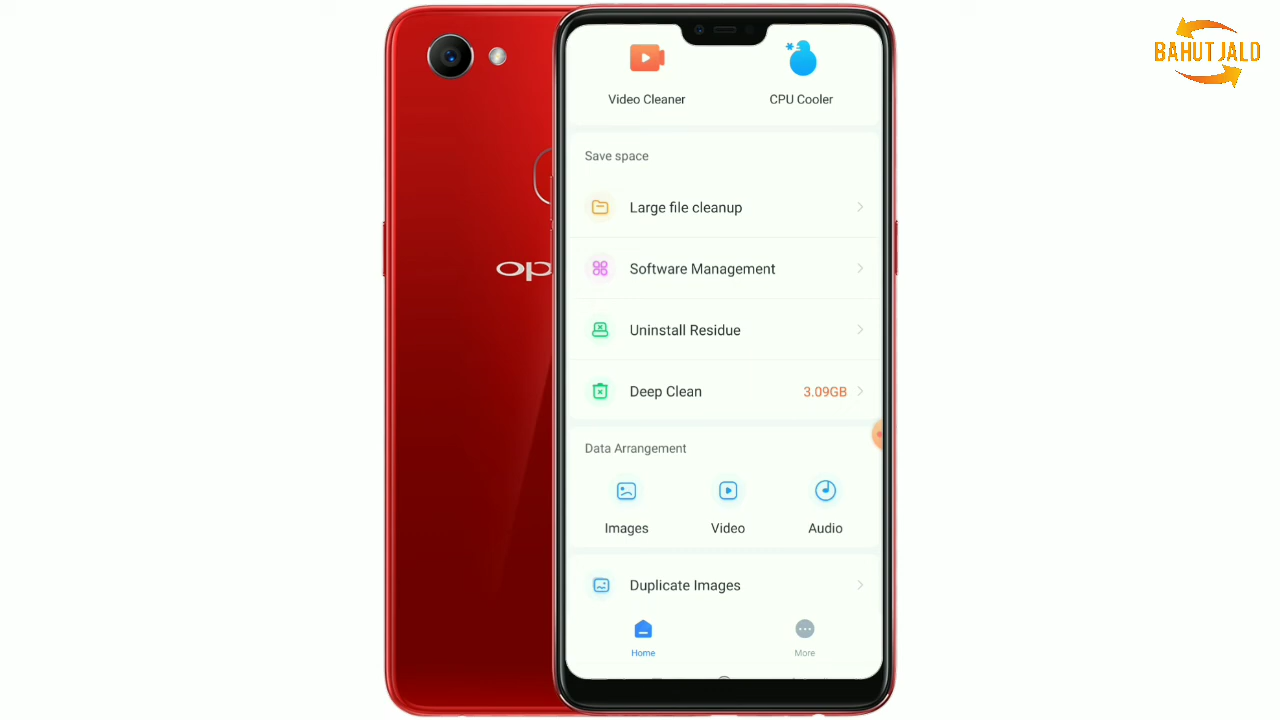 BAHUT JALD
Video Cleaner
CPU Cooler
Save space
Large file cleanup
Software Management
Uninstall Residue
Deep Clean
3.09GB
Data Arrangement
Images
Video
Audio
Duplicate Images
Home
More